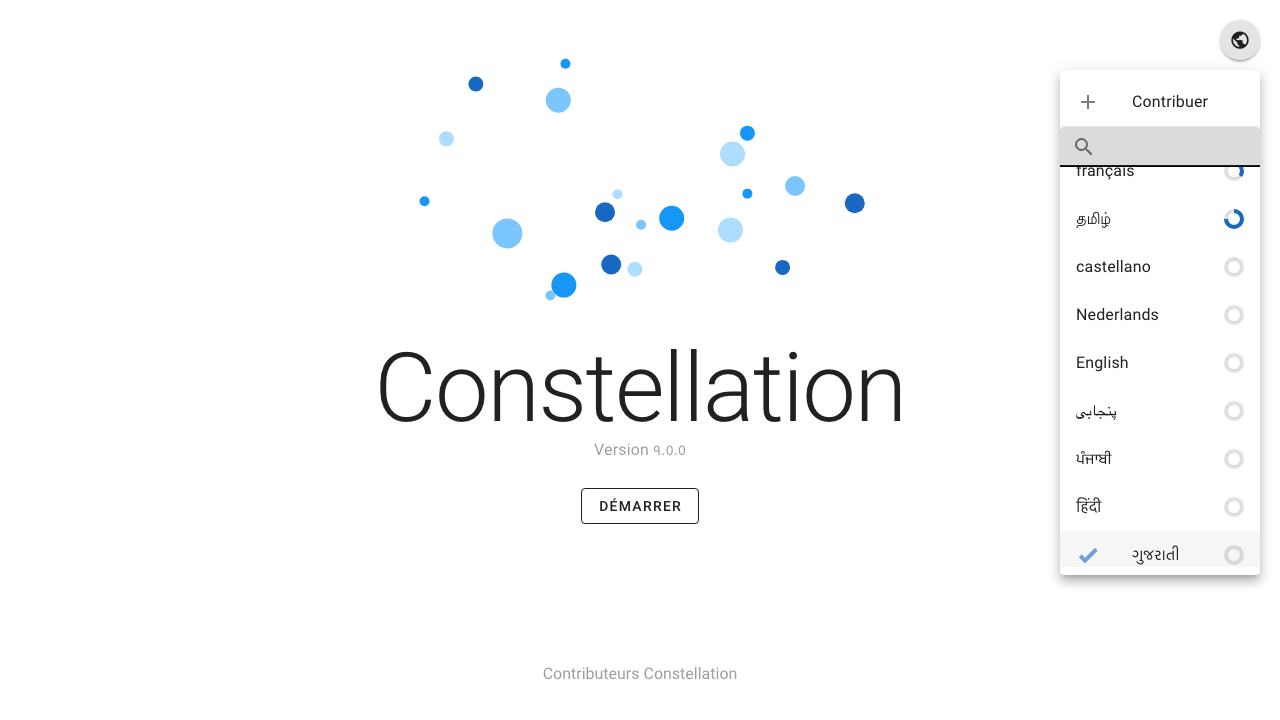 Contribuer
français
தமிழ்
castellano
Nederlands
English
پنجابی
ਪੰਜਾਬੀ
हिंदी
ગુજરાતી
Constellation
Version ૧.૦.૦
DÉMARRER
Contributeurs Constellation